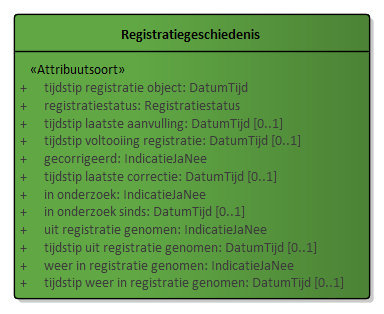 Registratiegeschiedenis
«Attribuutsoort»
+ tijdstip registratie object: DatumTijd
+ registratiestatus: Registratiestatus
+ tijdstip laatste aanvulling: DatumTijd [0..1]
+ tijdstip voltooiing registratie: DatumTijd [0..1]
+ gecorrigeerd: IndicatieJaNee
+ tijdstip laatste correctie: DatumTijd [0..1]
+ in onderzoek: IndicatieJaNee
+ in onderzoek sinds: DatumTijd [0..1]
+ uit registratie genomen: IndicatieJaNee
+ tijdstip uit registratie genomen: DatumTijd [0..1]
+ weer in registratie genomen: IndicatieJaNee
+ tijdstip weer in registratie genomen: DatumTijd [0..1]